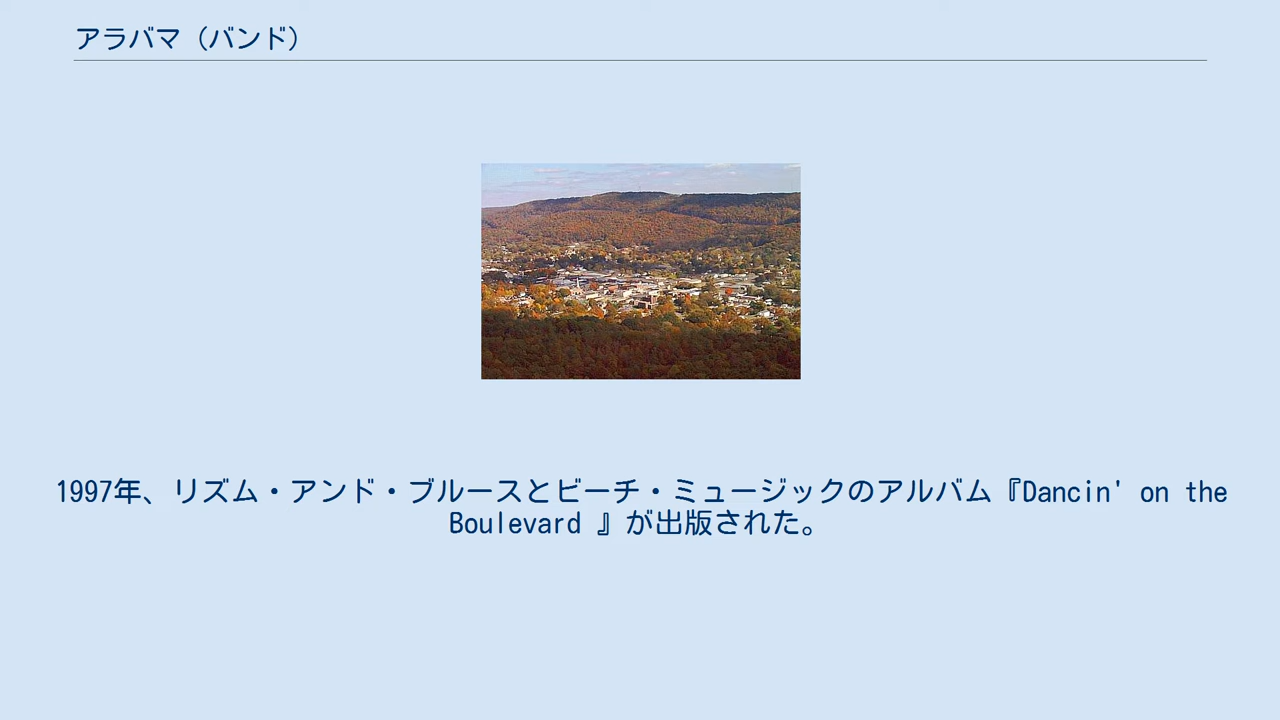 アラバマ（バンド）
1997年、リズム・アンド・ブルースとビーチ・ミュージックのアルバム『Dancin' on the
Boulevard 』が出版された。